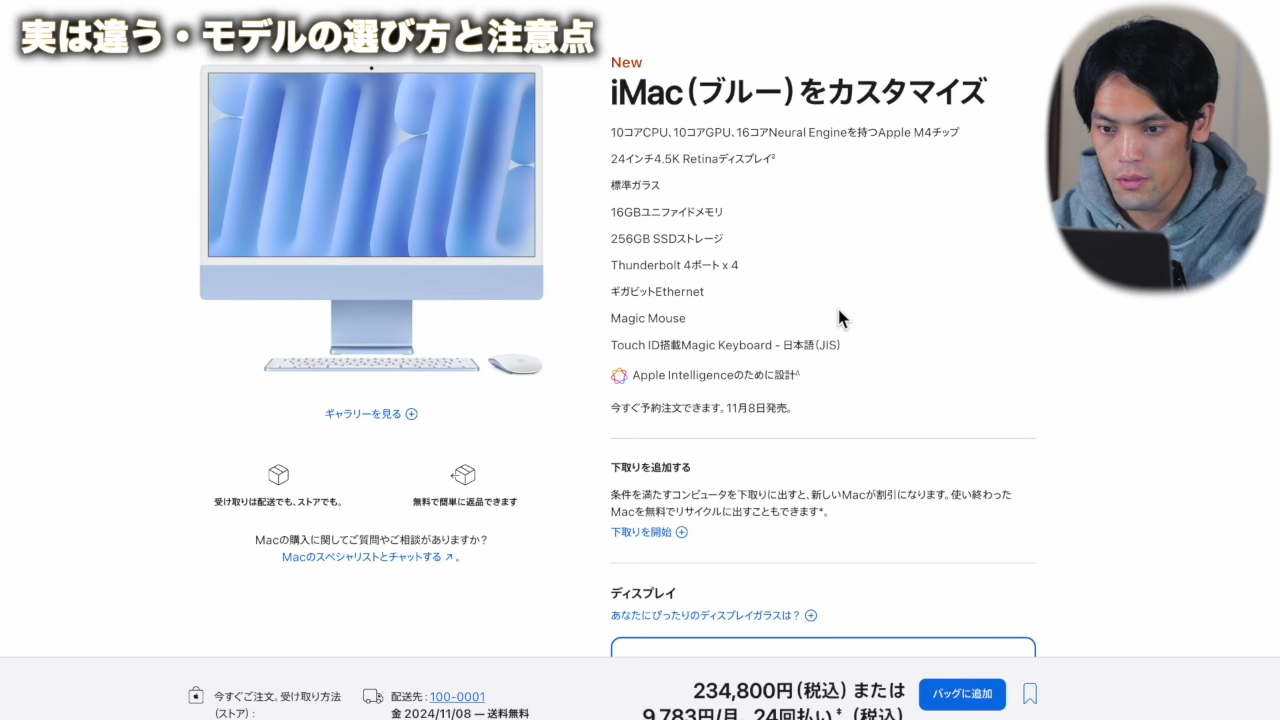 実は違う・モデルの選び方と注意点
New
iMac(ブルー)をカスタマイズ
10コアCPU、10コアGPU、16コアNeural Engineを持つApple M4チップ
24インチ4.5K Retinaディスプレイ²
標準ガラス
16GBユニファイドメモリ
256GB SSDストレージ
Thunderbolt 4ポート x 4
ギガビットEthernet
Magic Mouse
Touch ID搭載Magic Keyboard - 日本語(JIS)
Apple Intelligenceのために設計∆
今すぐ予約注文できます。11月8日発売。
ギャラリーを見る
受け取りは配送でも、ストアでも。
無料で簡単に返品できます
Macの購入に関してご質問やご相談がありますか?
Macのスペシャリストとチャットする ↗。
下取りを追加する
条件を満たすコンピュータを下取りに出すと、新しいMacが割引になります。使い終わった
Macを無料でリサイクルに出すこともできます*。
下取りを開始
ディスプレイ
あなたにぴったりのディスプレイガラスは?
今すぐご注文。受け取り方法
(ストア):
配送先:100-0001
金 2024/11/08 — 送料無料
234,800円(税込) または
9,783円/月、24回払い‡ (税込)
バッグに追加